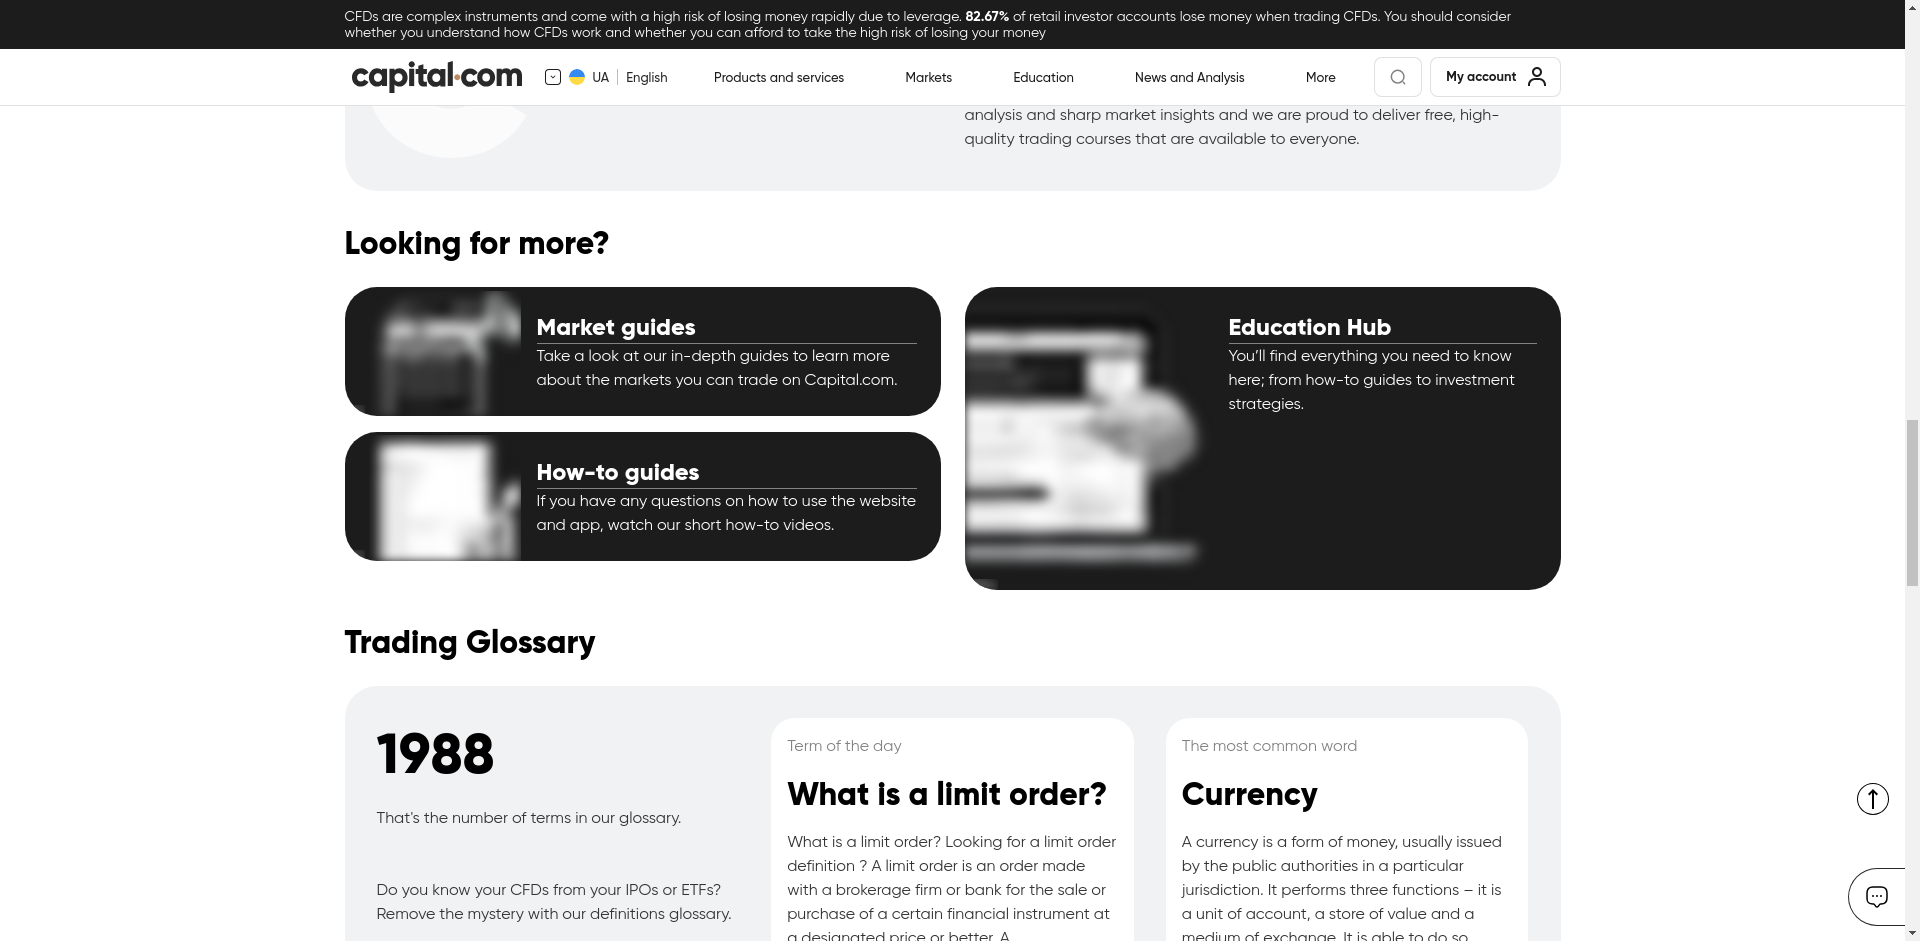 CFDs are complex instruments and come with a high risk of losing money rapidly due to leverage. 82.67% of retail investor accounts lose money when trading CFDs. You should consider
whether you understand how CFDs work and whether you can afford to take the high risk of losing your money
capital.com
UA | English
Products and services
Markets
Education
News and Analysis
More
My account
analysis and sharp market insights and we are proud to deliver free, high-
quality trading courses that are available to everyone.
Looking for more?
Market guides
Take a look at our in-depth guides to learn more
about the markets you can trade on Capital.com.
How-to guides
If you have any questions on how to use the website
and app, watch our short how-to videos.
Education Hub
You’ll find everything you need to know
here; from how-to guides to investment
strategies.
Trading Glossary
1988
That's the number of terms in our glossary.
Do you know your CFDs from your IPOs or ETFs?
Remove the mystery with our definitions glossary.
Term of the day
What is a limit order?
What is a limit order? Looking for a limit order
definition ? A limit order is an order made
with a brokerage firm or bank for the sale or
purchase of a certain financial instrument at
a designated price or better. A
The most common word
Currency
A currency is a form of money, usually issued
by the public authorities in a particular
jurisdiction. It performs three functions – it is
a unit of account, a store of value and a
medium of exchange. It is able to do so